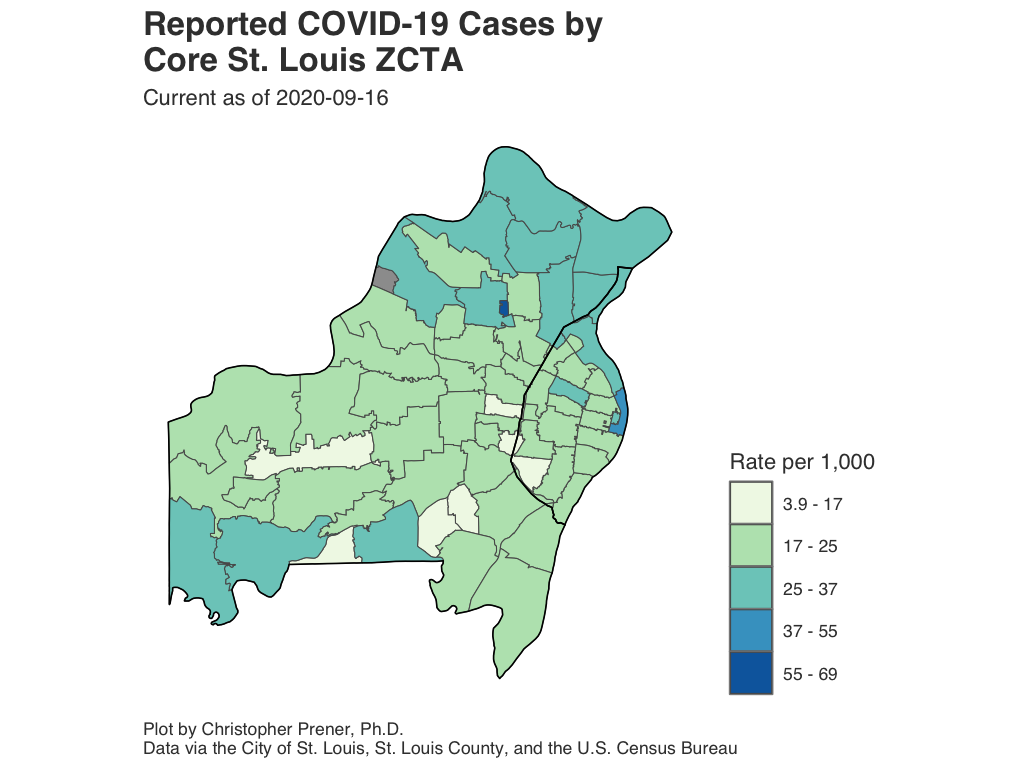 Reported COVID-19 Cases by
Core St. Louis ZCTA
Current as of 2020-09-16
Rate per 1,000
3.9 - 17
17 - 25
25 - 37
37 - 55
55 - 69
Plot by Christopher Prener, Ph.D.
Data via the City of St. Louis, St. Louis County, and the U.S. Census Bureau